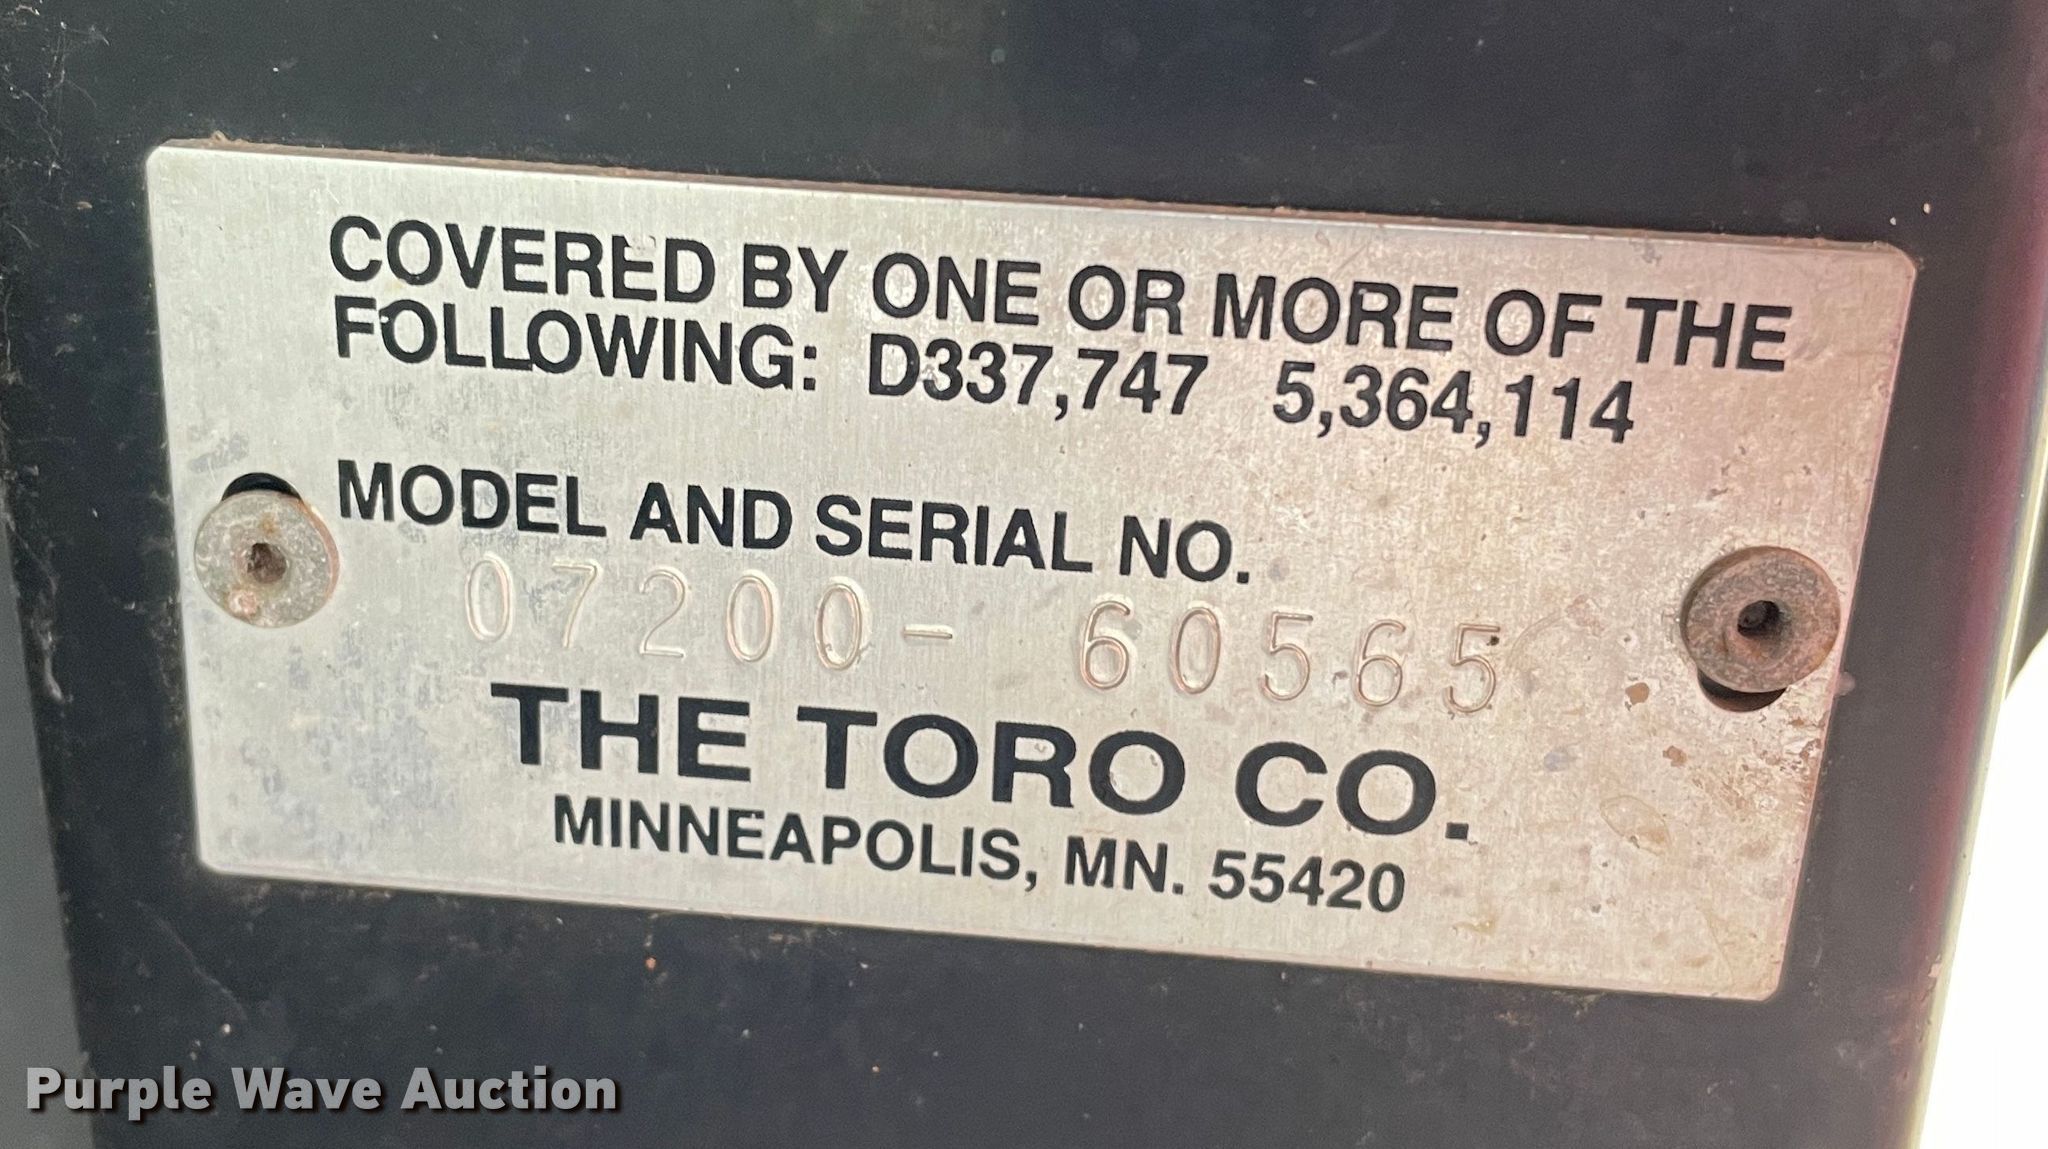 COVERED BY ONE OR MORE OF THE
FOLLOWING: D337,747 5,364,114
MODEL AND SERIAL NO.
07200- 60565
THE TORO CO.
MINNEAPOLIS, MN. 55420
Purple Wave Auction